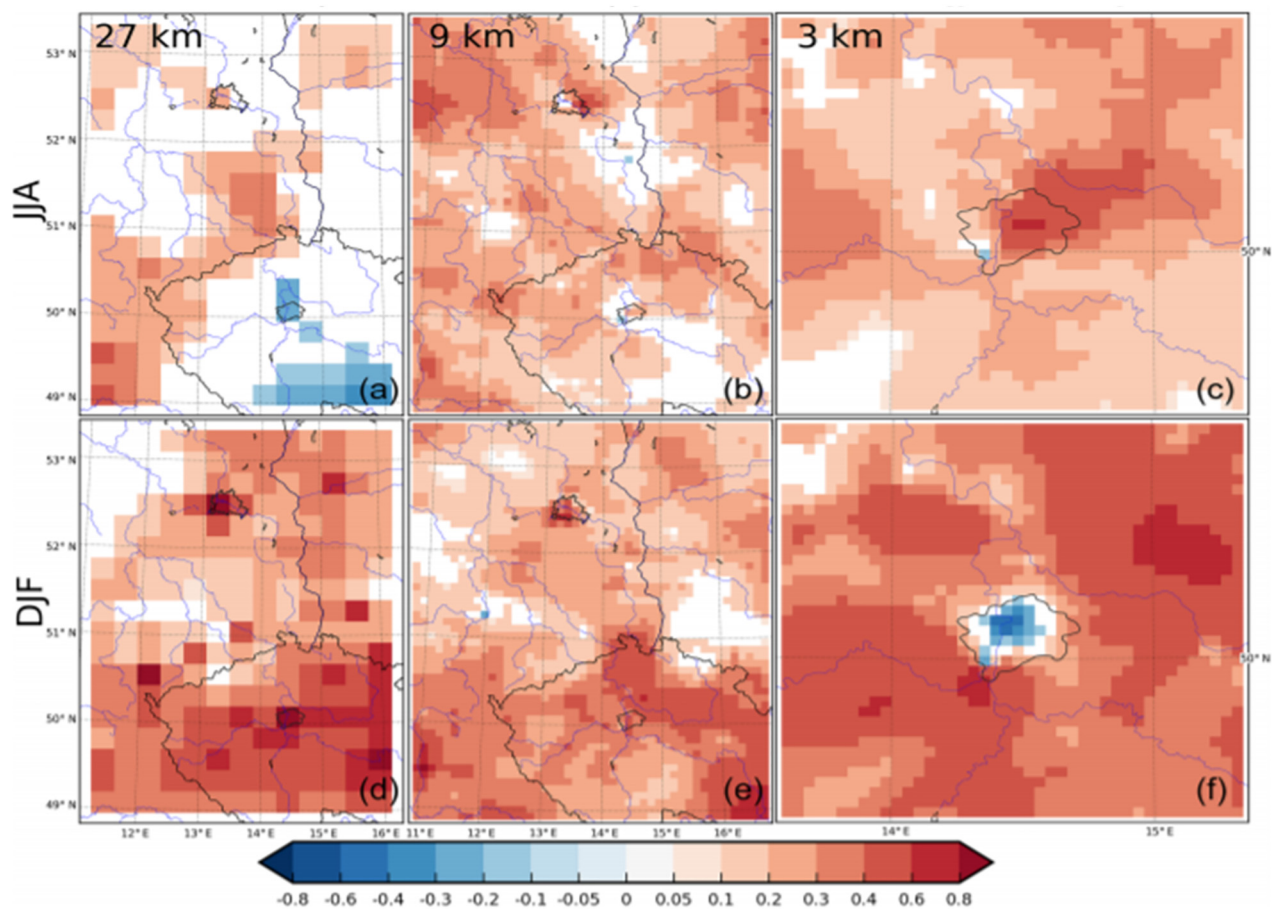 27 km
9 km
3 km
JJA
53° N
52° N
51° N
50° N
49° N
50° N
(a)
(b)
(c)
DJF
53° N
52° N
51° N
50° N
49° N
50° N
(d)
(e)
(f)
12° E 13° E 14° E 15° E 16° E
11° E 12° E 13° E 14° E 15° E 16° E
14° E 15° E
-0.8 -0.6 -0.4 -0.3 -0.2 -0.1 -0.05 0 0.05 0.1 0.2 0.3 0.4 0.6 0.8